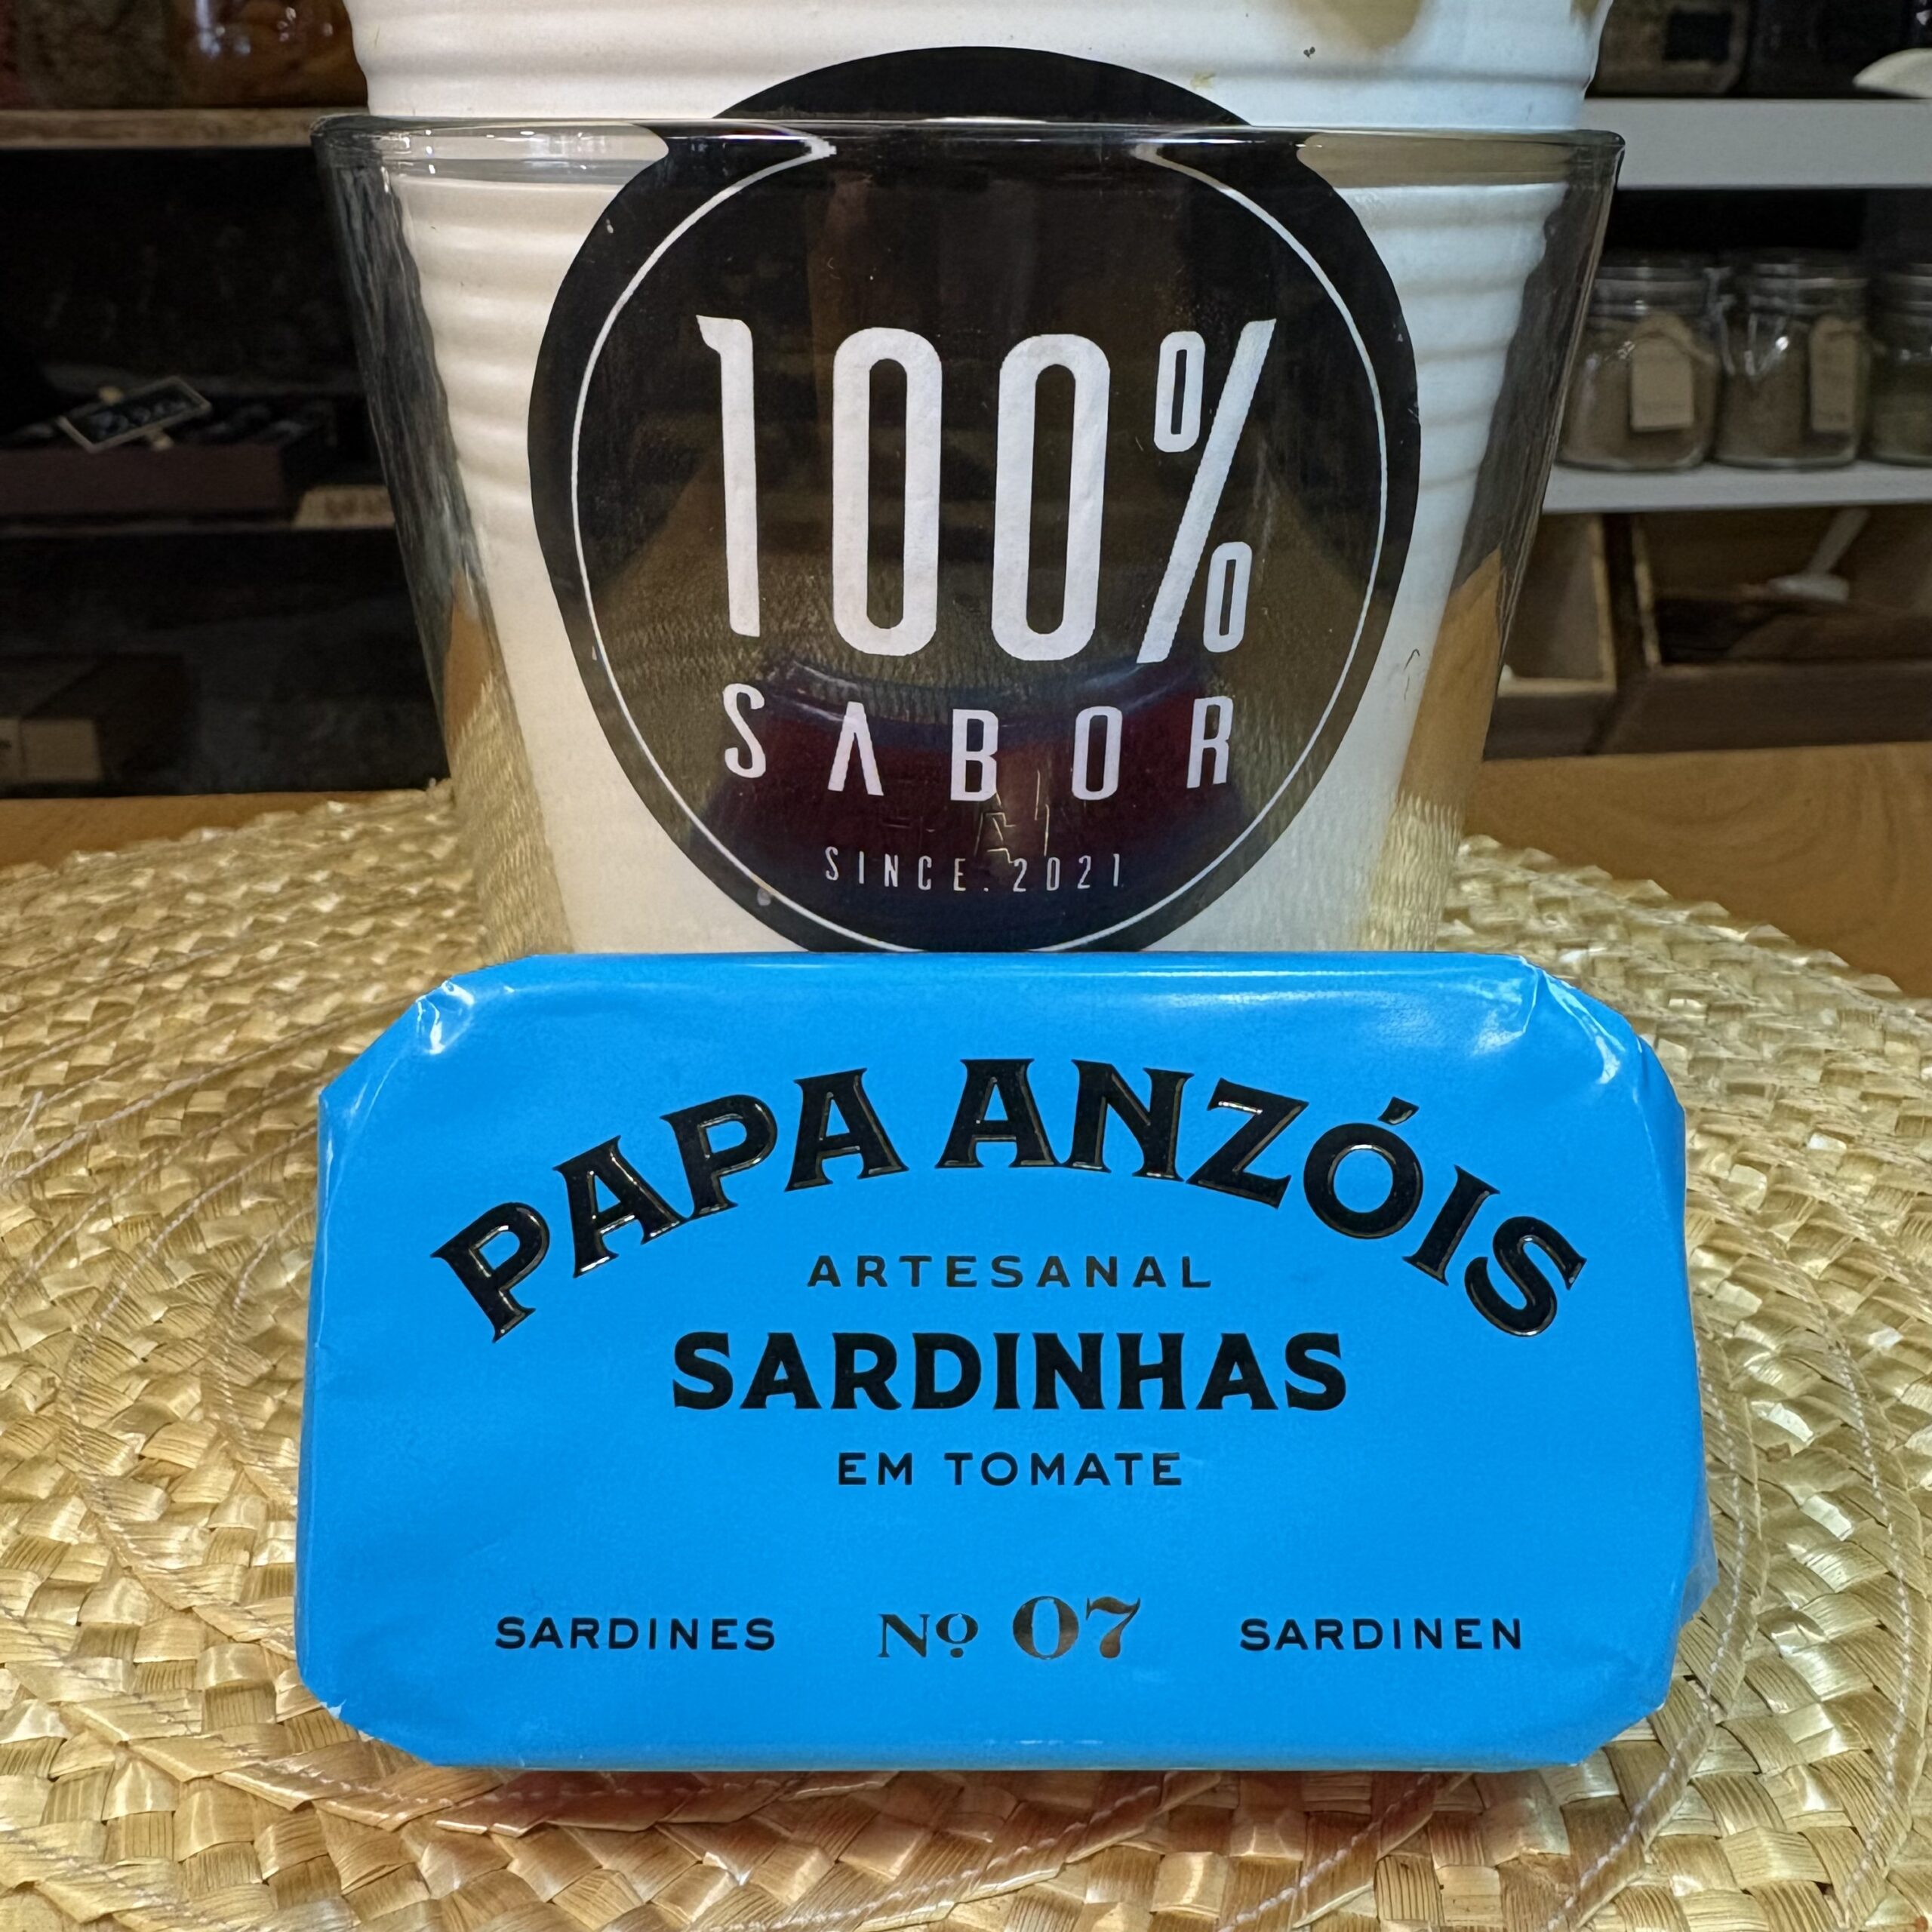 100%
SABOR
SINCE. 2021
PAPA ANZÓIS
ARTESANAL
SARDINHAS
EM TOMATE
SARDINES Nº 07 SARDINEN